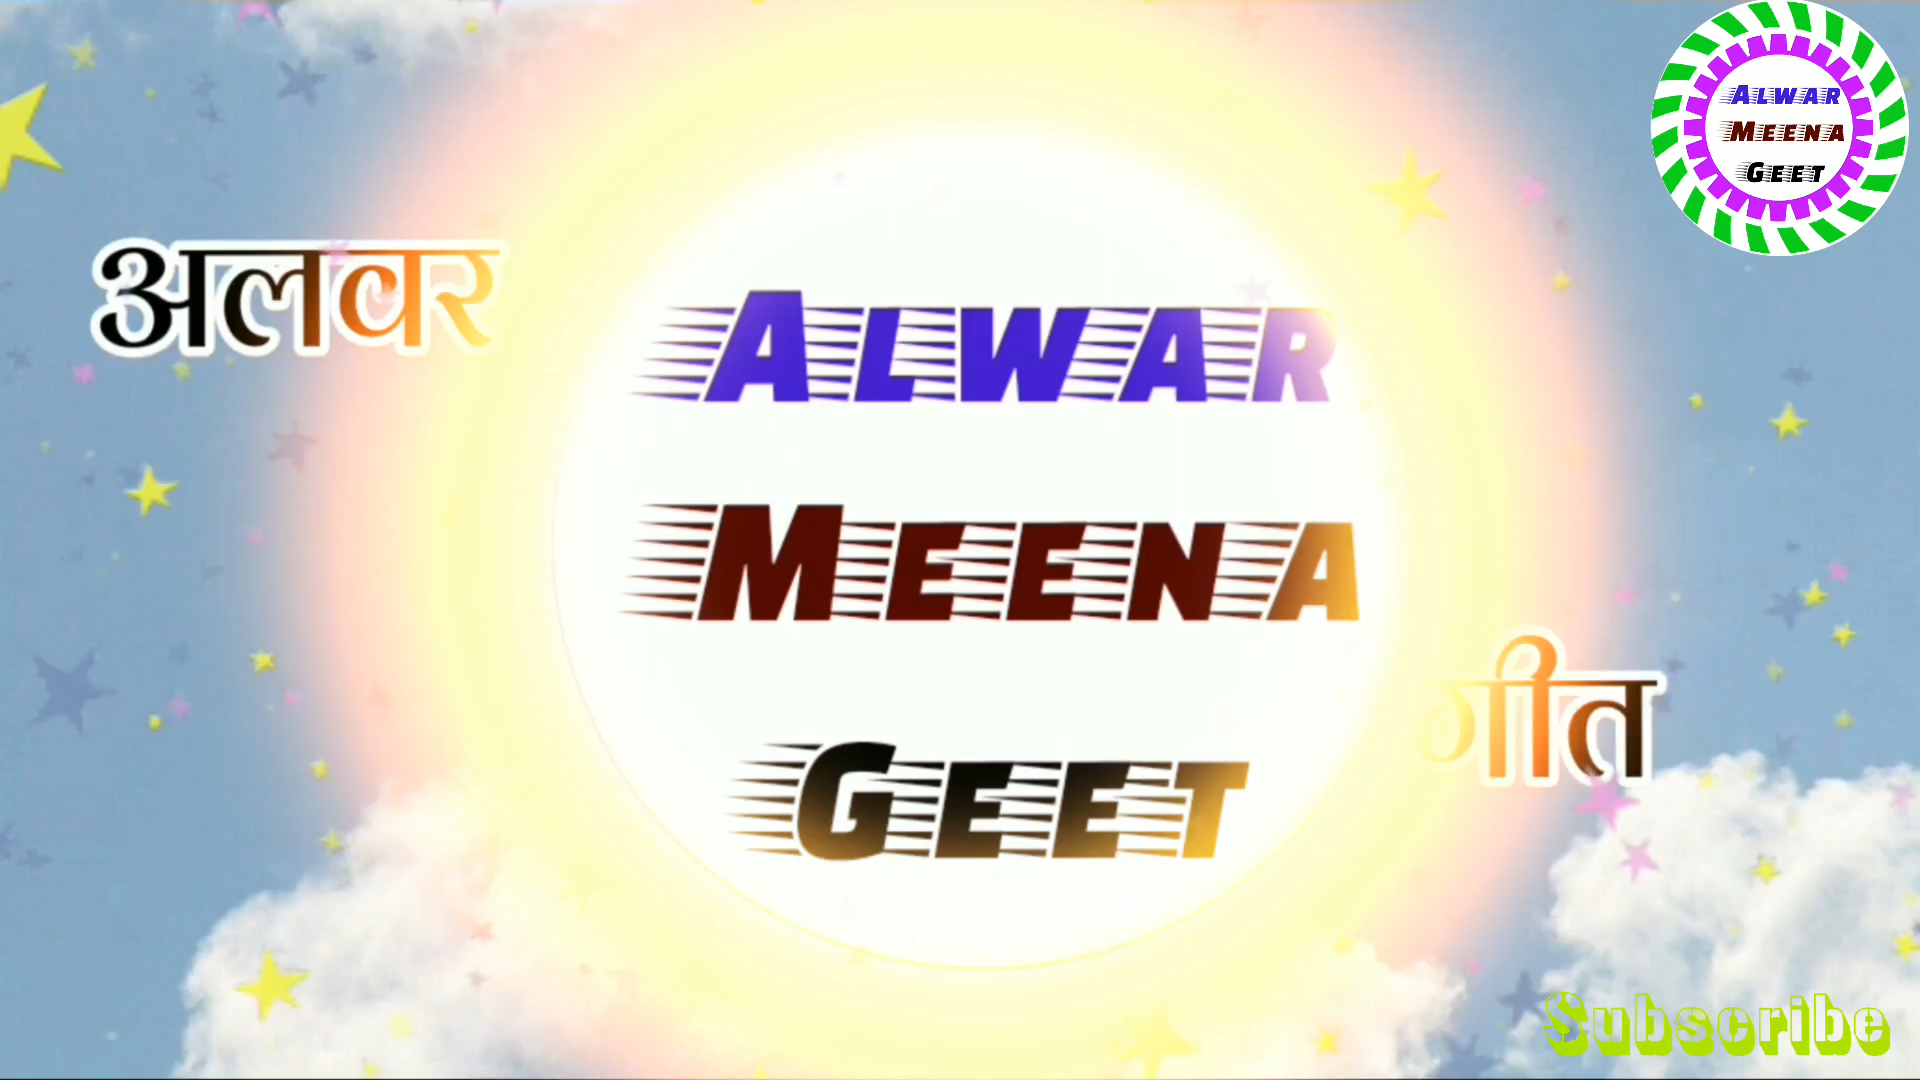 ALWAR
MEENA
GEET
अलवर
ALWAR
MEENA
GEET
गीत
Subscribe